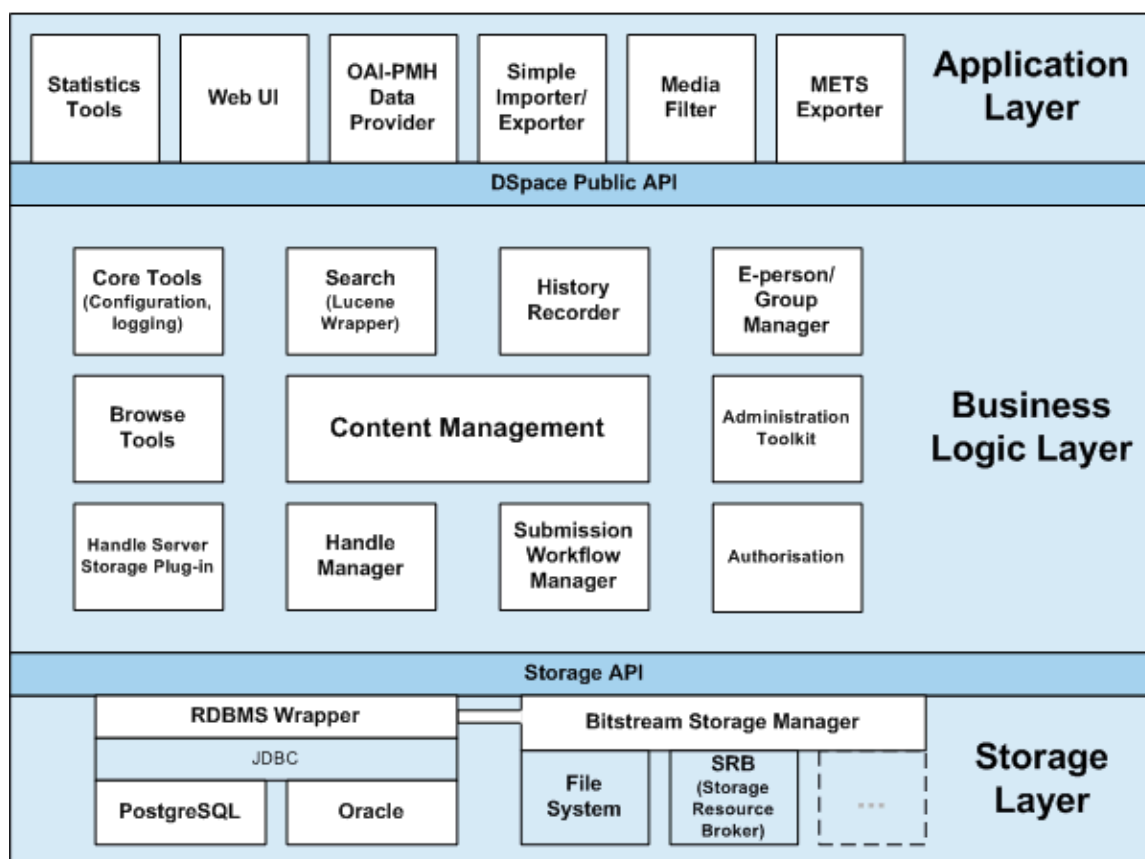 Statistics
Tools
Web UI
OAI-PMH
Data
Provider
Simple
Importer/
Exporter
Media
Filter
METS
Exporter
Application
Layer
DSpace Public API
Core Tools
(Configuration,
logging)
Search
(Lucene
Wrapper)
History
Recorder
E-person/
Group
Manager
Browse
Tools
Content Management
Administration
Toolkit
Business
Logic Layer
Handle Server
Storage Plug-in
Handle
Manager
Submission
Workflow
Manager
Authorisation
Storage API
RDBMS Wrapper
JDBC
PostgreSQL
Oracle
Bitstream Storage Manager
File
System
SRB
(Storage
Resource
Broker)
...
Storage
Layer